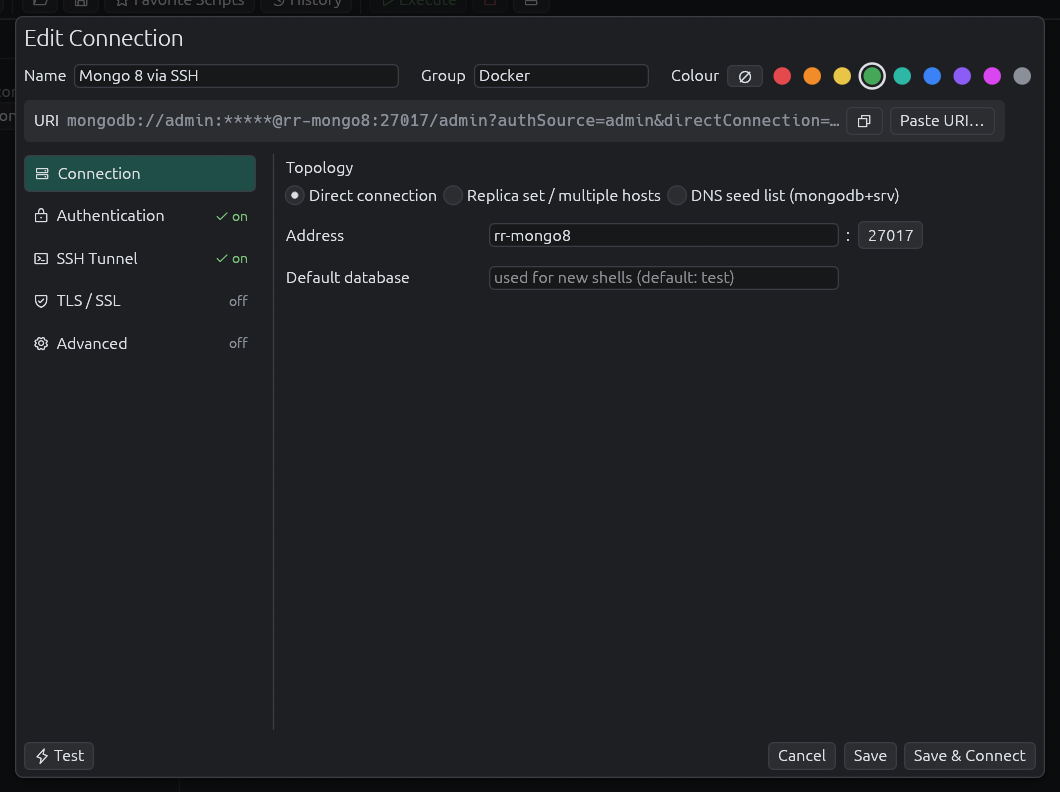 Favorite Scripts History Execute
Edit Connection
Name Mongo 8 via SSH Group Docker Colour
URI mongodb://admin:*****@rr-mongo8:27017/admin?authSource=admin&directConnection=… Paste URI…
Connection
Authentication on
SSH Tunnel on
TLS / SSL off
Advanced off
Topology
Direct connection Replica set / multiple hosts DNS seed list (mongodb+srv)
Address rr-mongo8 : 27017
Default database used for new shells (default: test)
Test Cancel Save Save & Connect